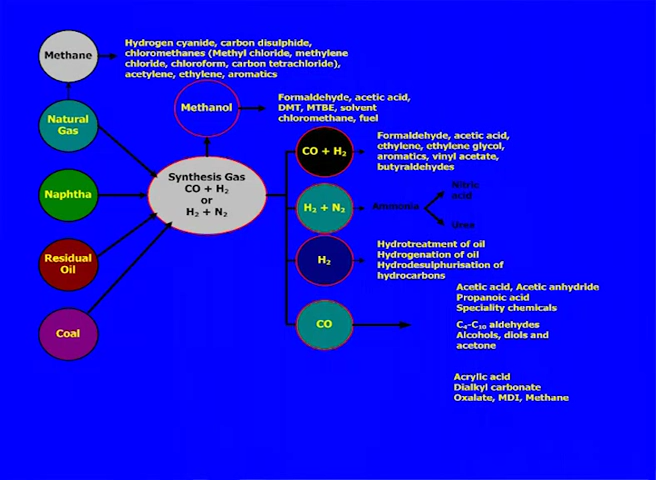 Methane
Hydrogen cyanide, carbon disulphide,
chloromethanes (Methyl chloride, methylene
chloride, chloroform, carbon tetrachloride),
acetylene, ethylene, aromatics
Natural
Gas
Methanol
Formaldehyde, acetic acid,
DMT, MTBE, solvent
chloromethane, fuel
CO + H₂
Formaldehyde, acetic acid,
ethylene, ethylene glycol,
aromatics, vinyl acetate,
butyraldehydes
Naphtha
Synthesis Gas
CO + H₂
or
H₂ + N₂
H₂ + N₂
Ammonia
Nitric
acid
Urea
Residual
Oil
H₂
Hydrotreatment of oil
Hydrogenation of oil
Hydrodesulphurisation of
hydrocarbons
Coal
CO
Acetic acid, Acetic anhydride
Propanoic acid
Speciality chemicals
C₄-C₁₀ aldehydes
Alcohols, diols and
acetone
Acrylic acid
Dialkyl carbonate
Oxalate, MDI, Methane